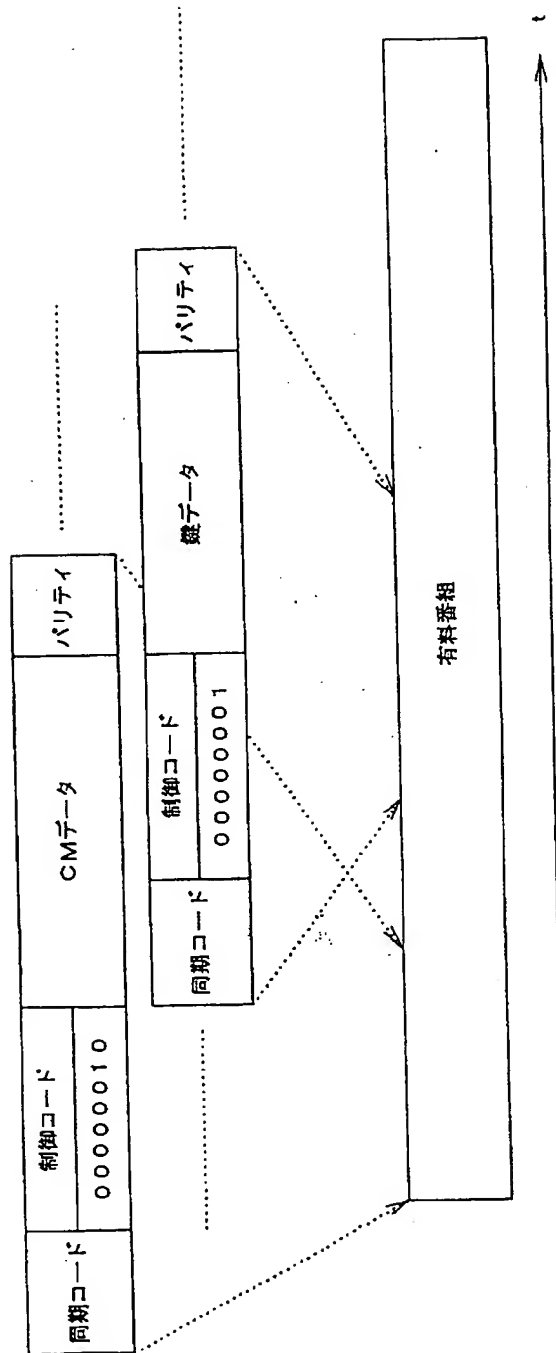 同期コード
制御コード
00000010
CMデータ
パリティ
同期コード
制御コード
00000001
鍵データ
パリティ
有料番組
t